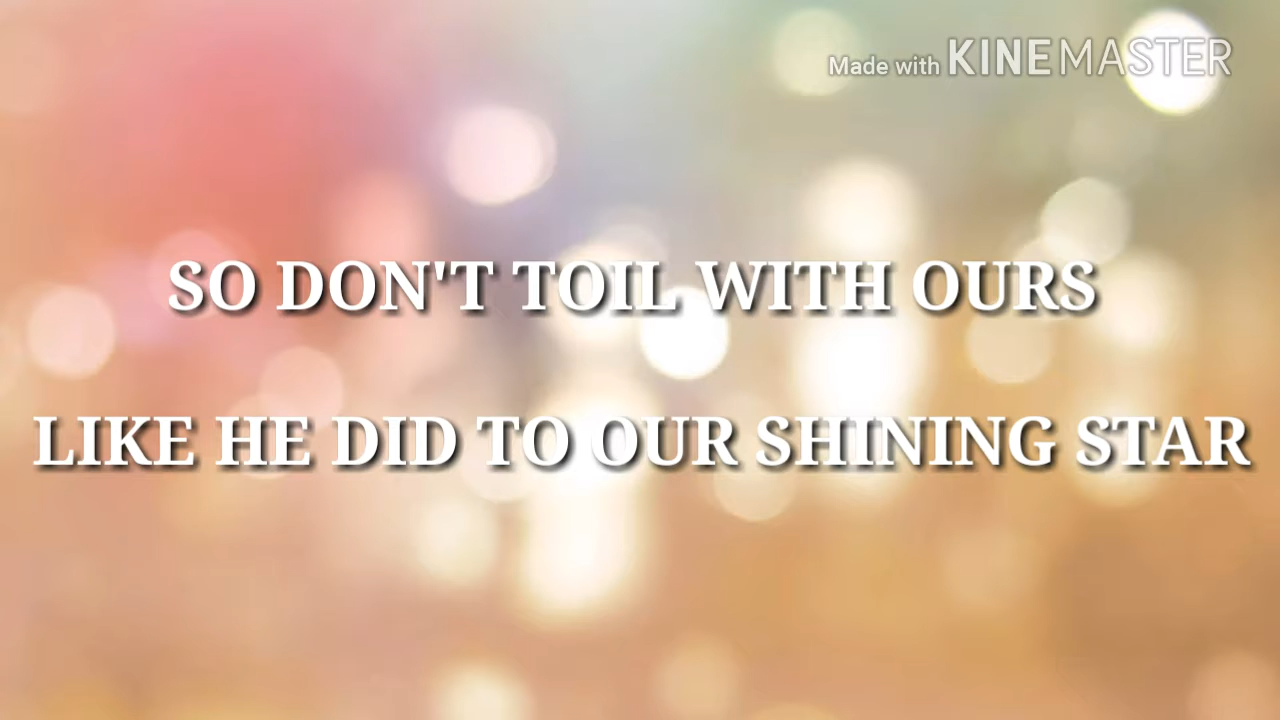 Made with KINEMASTER
SO DON'T TOIL WITH OURS
LIKE HE DID TO OUR SHINING STAR